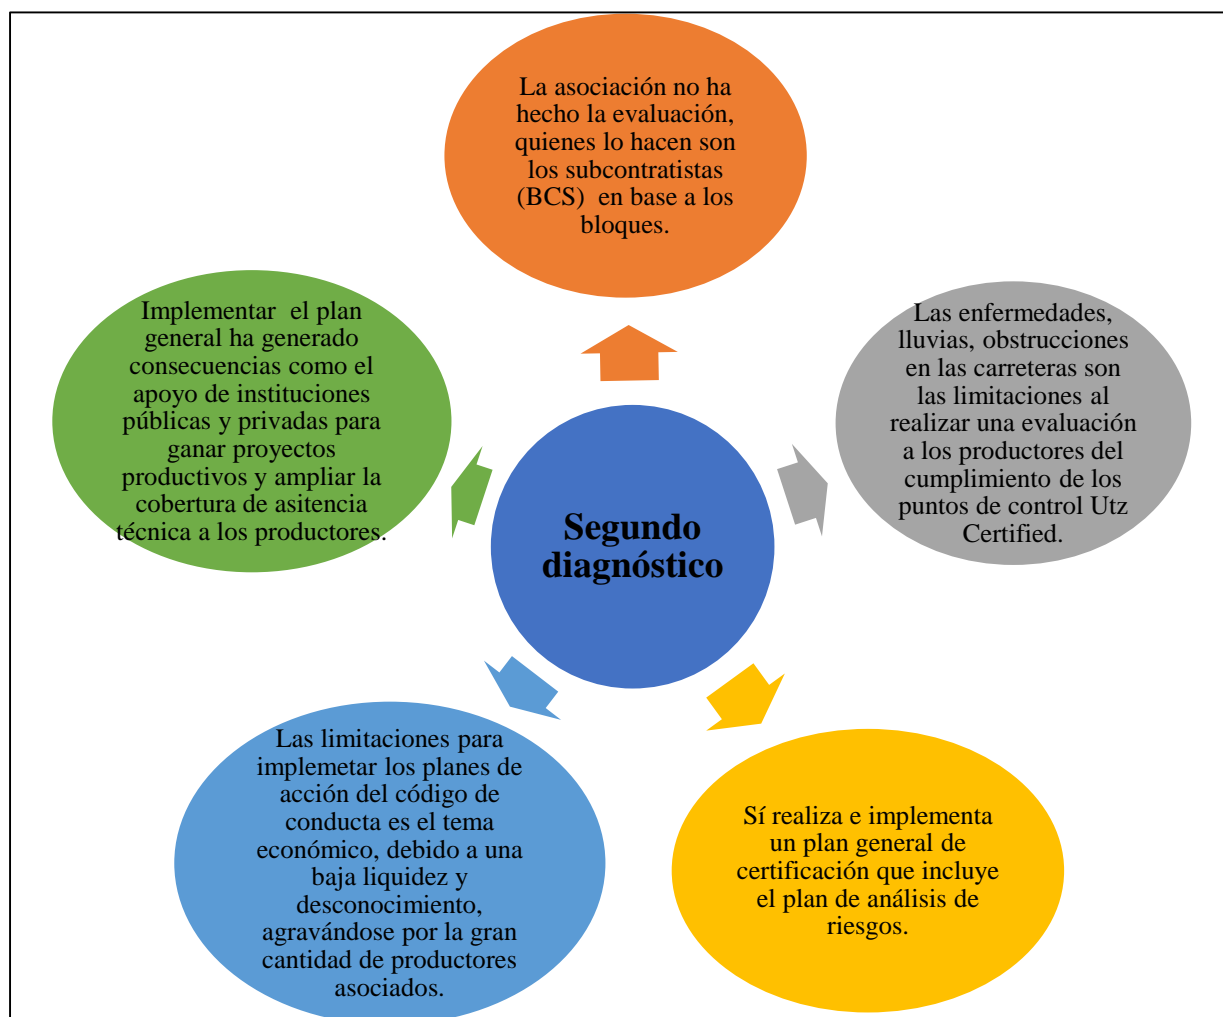 La asociación no ha
hecho la evaluación,
quienes lo hacen son
los subcontratistas
(BCS) en base a los
bloques.
Las enfermedades,
lluvias, obstrucciones
en las carreteras son
las limitaciones al
realizar una evaluación
a los productores del
cumplimiento de los
puntos de control Utz
Certified.
Sí realiza e implementa
un plan general de
certificación que incluye
el plan de análisis de
riesgos.
Las limitaciones para
implemetar los planes de
acción del código de
conducta es el tema
económico, debido a una
baja liquidez y
desconocimiento,
agravándose por la gran
cantidad de productores
asociados.
Implementar el plan
general ha generado
consecuencias como el
apoyo de instituciones
públicas y privadas para
ganar proyectos
productivos y ampliar la
cobertura de asitencia
técnica a los productores.
Segundo
diagnóstico